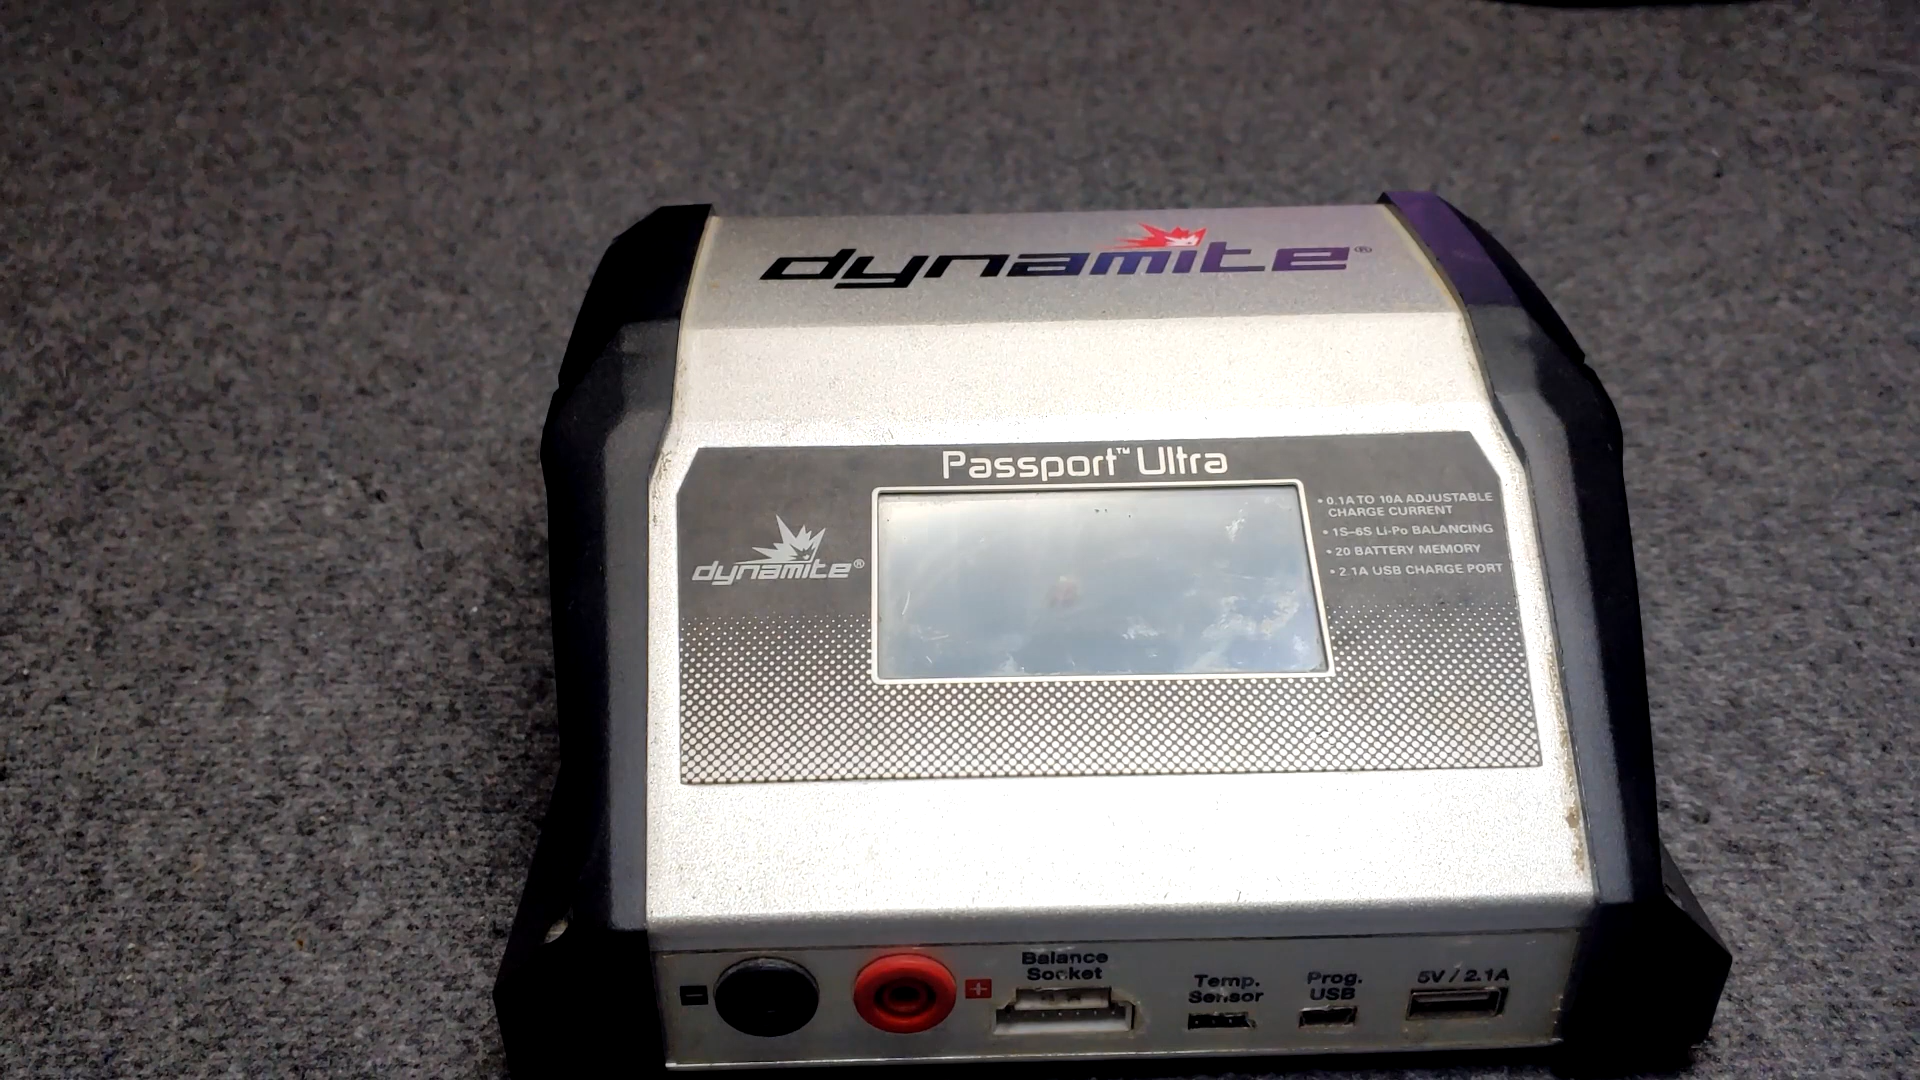 dynamite®
Passport™ Ultra
dynamite®
• 0.1A TO 10A ADJUSTABLE
CHARGE CURRENT
• 1S–6S Li-Po BALANCING
• 20 BATTERY MEMORY
• 2.1A USB CHARGE PORT
Balance
Socket
Temp.
Sensor
Prog.
USB
5V / 2.1A
- +